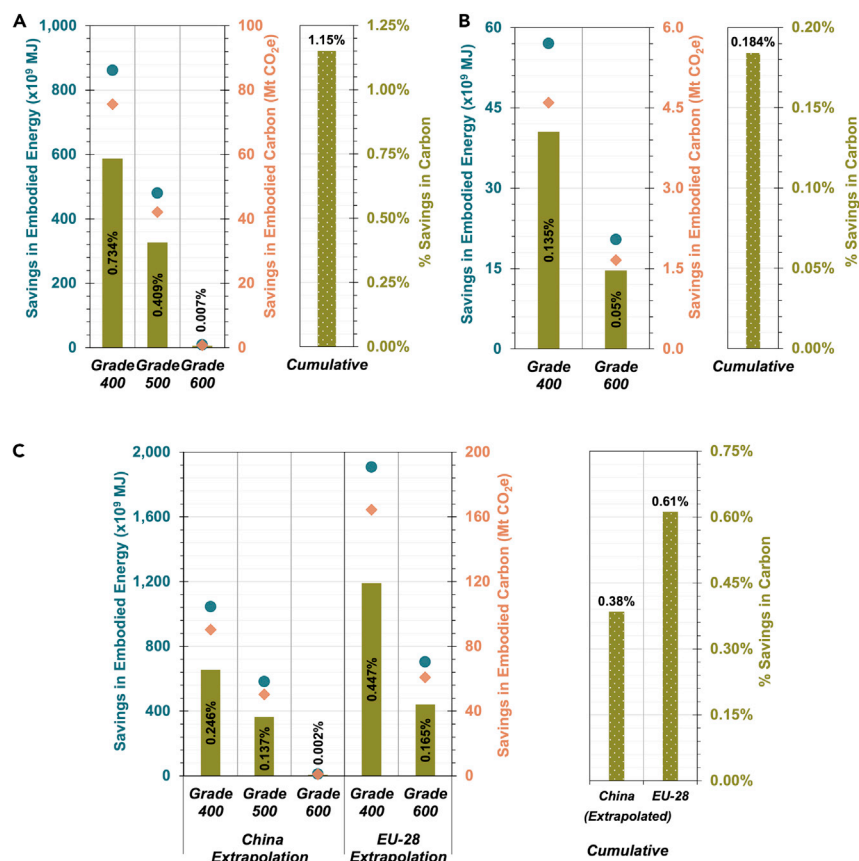 A
Savings in Embodied Energy (x10⁹ MJ)
1,000
800
600
400
200
0
0.734%
0.409%
0.007%
Grade 400
Grade 500
Grade 600
100
80
60
40
20
0
Savings in Embodied Carbon (Mt CO₂e)
1.15%
Cumulative
1.25%
1.00%
0.75%
0.50%
0.25%
0.00%
% Savings in Carbon
B
Savings in Embodied Energy (x10⁹ MJ)
60
45
30
15
0
0.135%
0.05%
Grade 400
Grade 600
6.0
4.5
3.0
1.5
0.0
Savings in Embodied Carbon (Mt CO₂e)
0.184%
Cumulative
0.20%
0.15%
0.10%
0.05%
0.00%
% Savings in Carbon
C
Savings in Embodied Energy (x10⁹ MJ)
2,000
1,600
1,200
800
400
0
0.246%
0.137%
0.002%
0.447%
0.165%
Grade 400
Grade 500
Grade 600
Grade 400
Grade 600
China Extrapolation
EU-28 Extrapolation
200
160
120
80
40
0
Savings in Embodied Carbon (Mt CO₂e)
0.38%
0.61%
China (Extrapolated)
EU-28
Cumulative
0.75%
0.60%
0.45%
0.30%
0.15%
0.00%
% Savings in Carbon